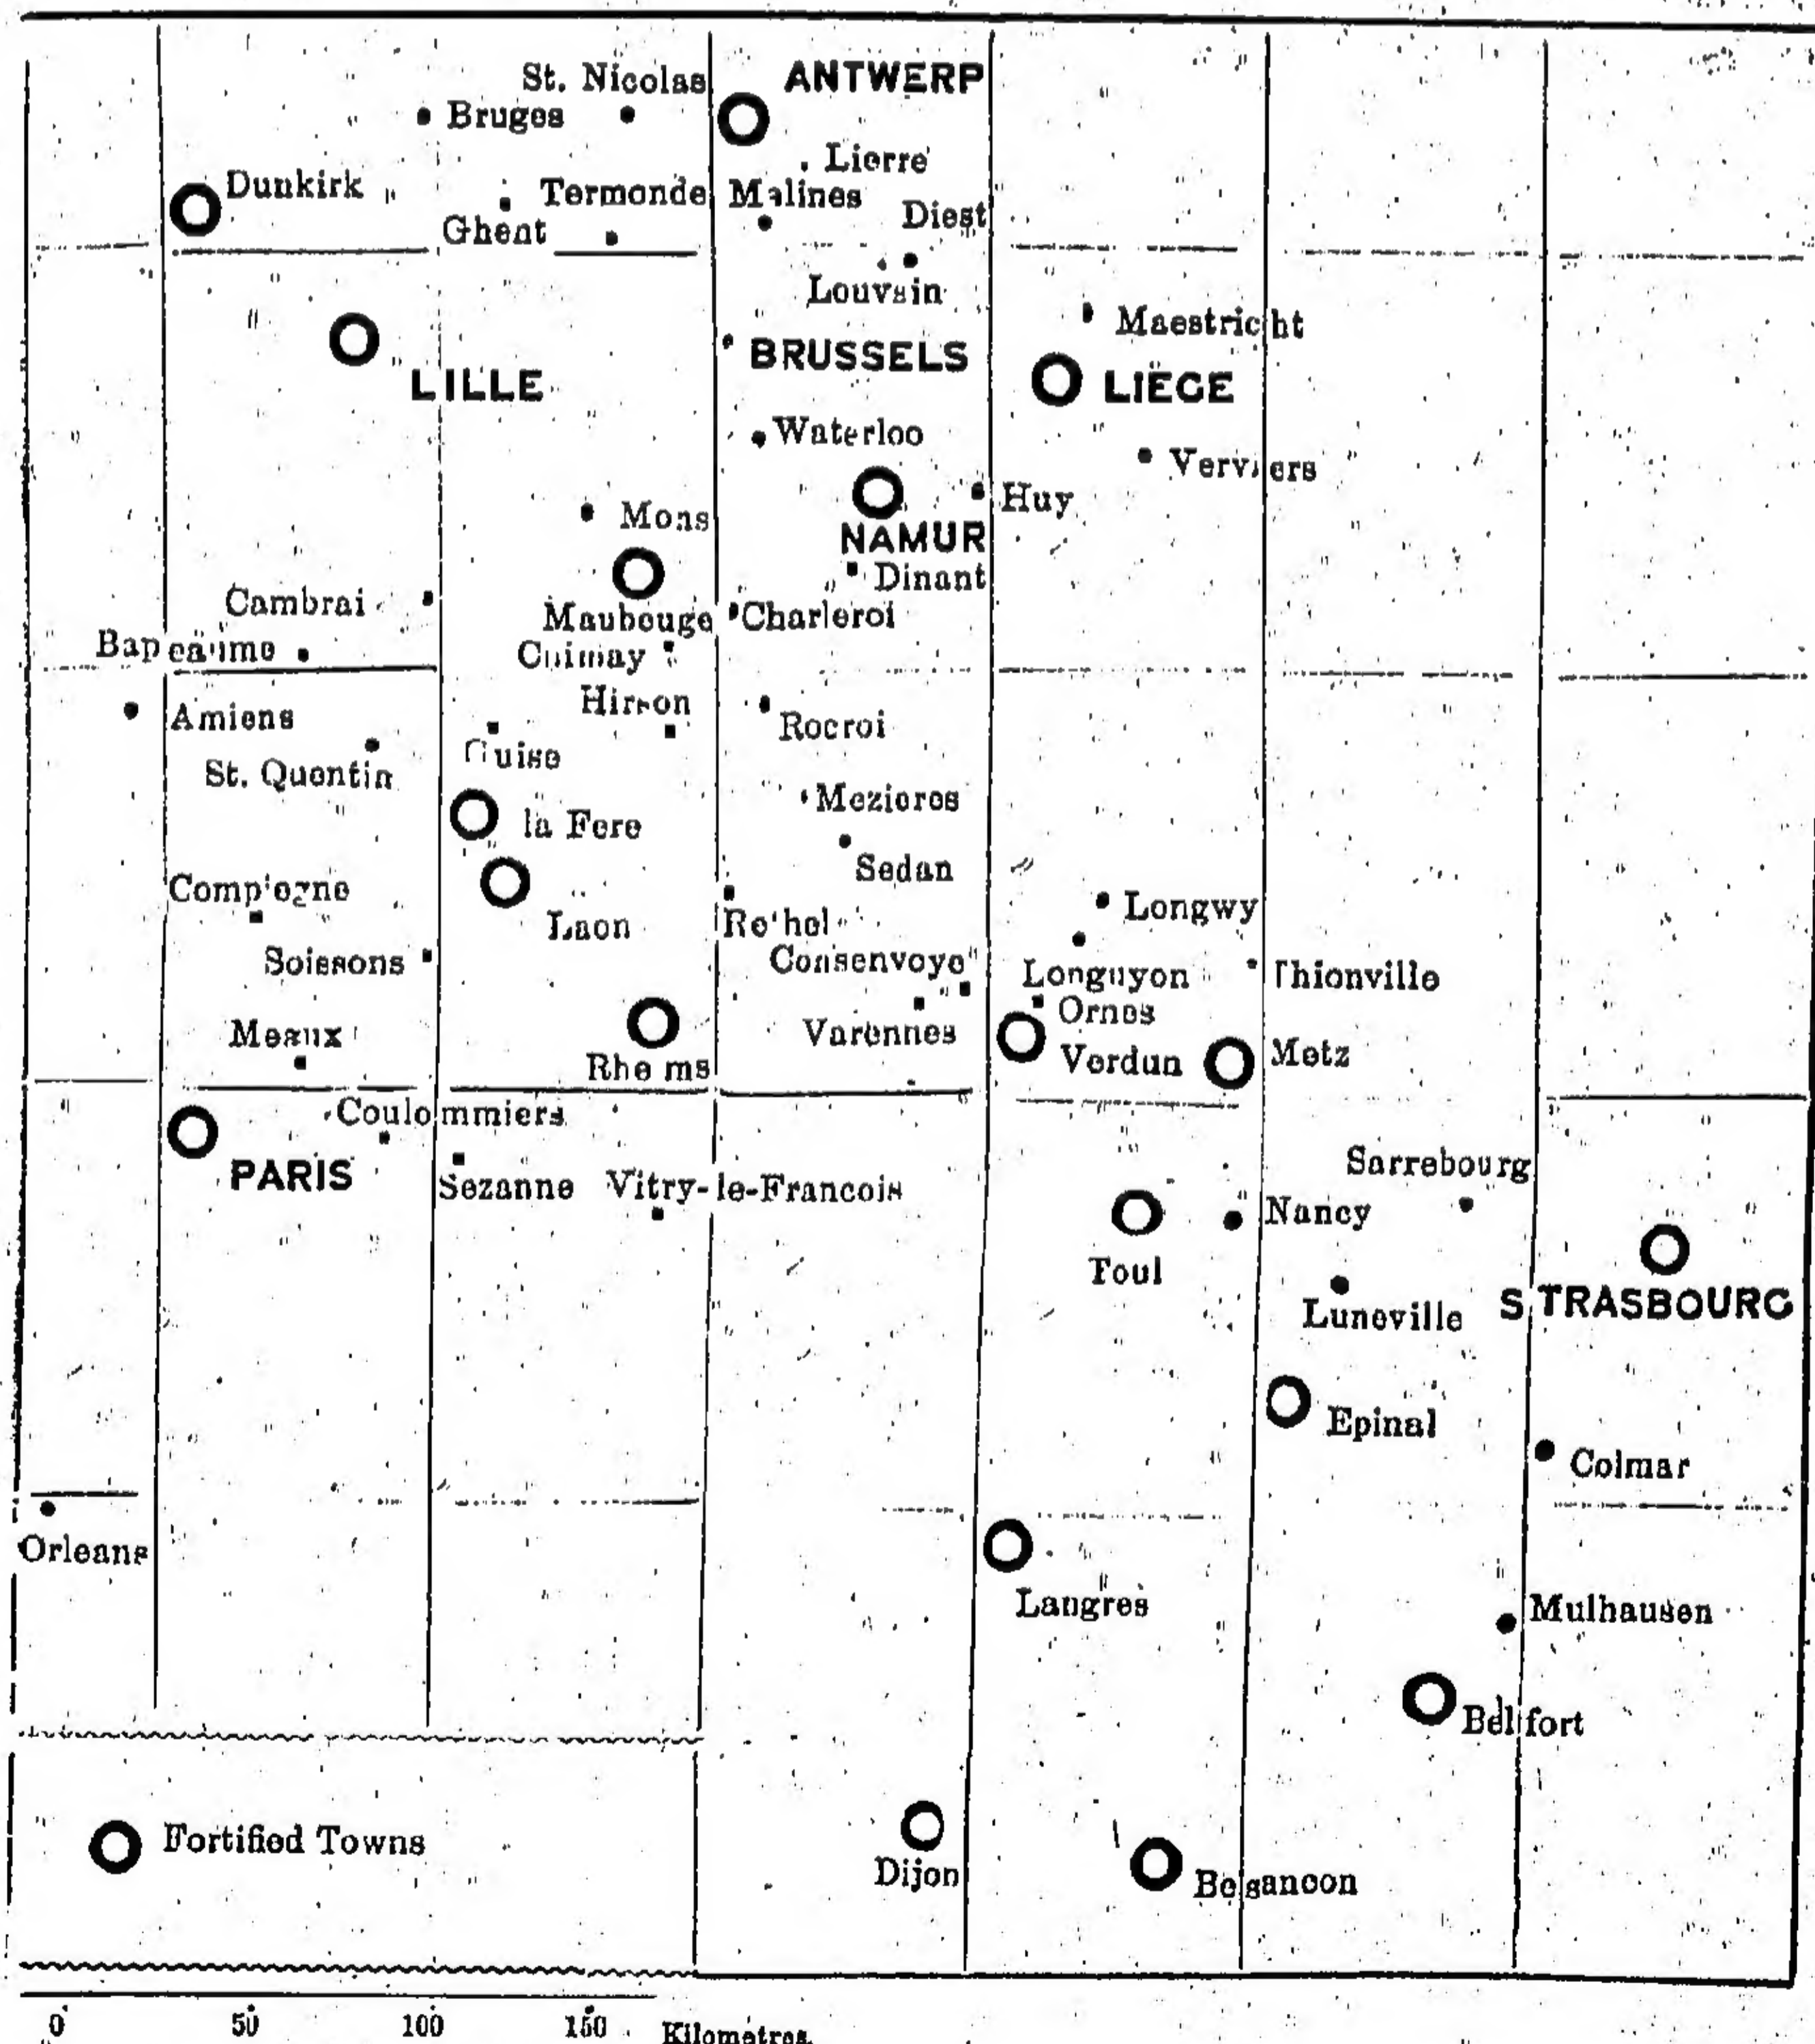 ANTWERP
St. Nicolas
Bruges
Lierre
Dunkirk
Termonde
Malines
Diest
Ghent
Louvain
Maestricht
BRUSSELS
LILLE
LIÈGE
Waterloo
Verviers
Huy
Mons
NAMUR
Dinant
Cambrai
Maubeuge
Charleroi
Bapeaume
Chimay
Hirson
Amiens
Rocroi
Guise
St. Quentin
Mezieres
la Fere
Sedan
Compiegne
Longwy
Laon
Rethel
Soissons
Consenvoye
Longuyon
Thionville
Ornes
Meaux
Varennes
Verdun
Metz
Rhems
Coulommiers
PARIS
Sezanne
Vitry-le-Francois
Sarrebourg
Nancy
Toul
Luneville
STRASBOURG
Epinal
Colmar
Orleans
Langres
Mulhausen
Belfort
Fortified Towns
Dijon
Besancon
0 50 100 150 Kilometres.